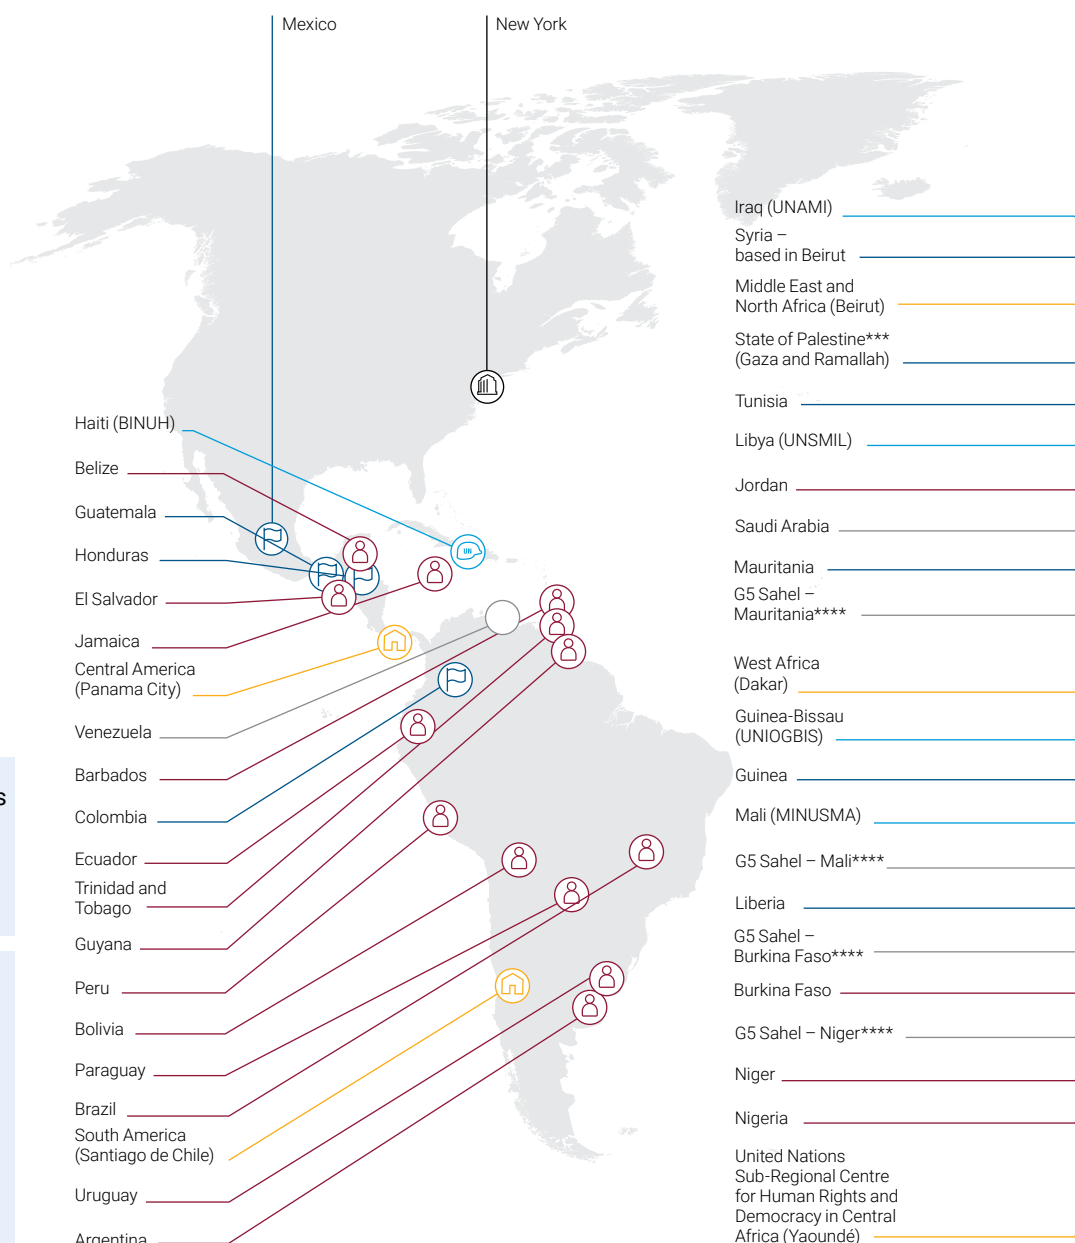 Mexico
New York
Haiti (BINUH)
Belize
Guatemala
Honduras
El Salvador
Jamaica
Central America
(Panama City)
Venezuela
Barbados
Colombia
Ecuador
Trinidad and
Tobago
Guyana
Peru
Bolivia
Paraguay
Brazil
South America
(Santiago de Chile)
Uruguay
Argentina
UN
s
Iraq (UNAMI)
Syria –
based in Beirut
Middle East and
North Africa (Beirut)
State of Palestine***
(Gaza and Ramallah)
Tunisia
Libya (UNSMIL)
Jordan
Saudi Arabia
Mauritania
G5 Sahel –
Mauritania****
West Africa
(Dakar)
Guinea-Bissau
(UNIOGBIS)
Guinea
Mali (MINUSMA)
G5 Sahel – Mali****
Liberia
G5 Sahel –
Burkina Faso****
Burkina Faso
G5 Sahel – Niger****
Niger
Nigeria
United Nations
Sub-Regional Centre
for Human Rights and
Democracy in Central
Africa (Yaoundé)